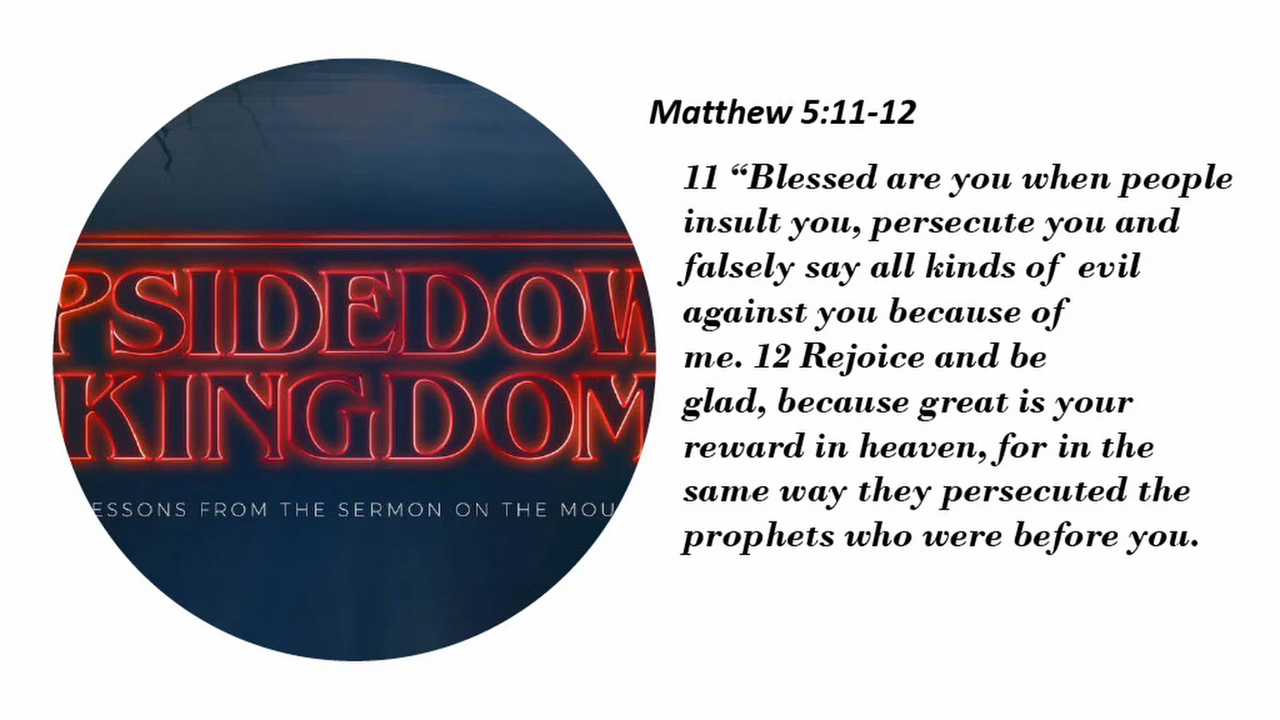 PSIDEDOW
KINGDOM
ESSONS FROM THE SERMON ON THE MOU
Matthew 5:11-12
11 “Blessed are you when people
insult you, persecute you and
falsely say all kinds of evil
against you because of
me. 12 Rejoice and be
glad, because great is your
reward in heaven, for in the
same way they persecuted the
prophets who were before you.